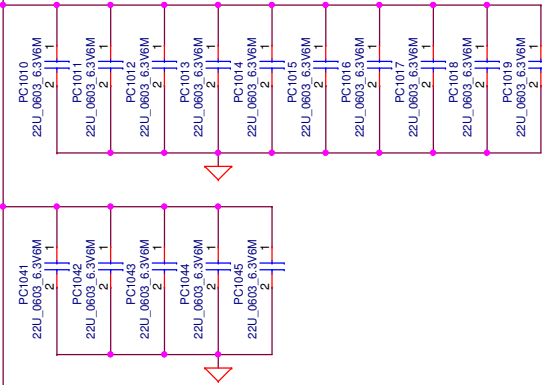 PC1010
22U_0603_6.3V6M
1
2
PC1011
22U_0603_6.3V6M
1
2
PC1012
22U_0603_6.3V6M
1
2
PC1013
22U_0603_6.3V6M
1
2
PC1014
22U_0603_6.3V6M
1
2
PC1015
22U_0603_6.3V6M
1
2
PC1016
22U_0603_6.3V6M
1
2
PC1017
22U_0603_6.3V6M
1
2
PC1018
22U_0603_6.3V6M
1
2
PC1019
22U_0603_6.3V6M
1
2
PC1041
22U_0603_6.3V6M
1
2
PC1042
22U_0603_6.3V6M
1
2
PC1043
22U_0603_6.3V6M
1
2
PC1044
22U_0603_6.3V6M
1
2
PC1045
22U_0603_6.3V6M
1
2